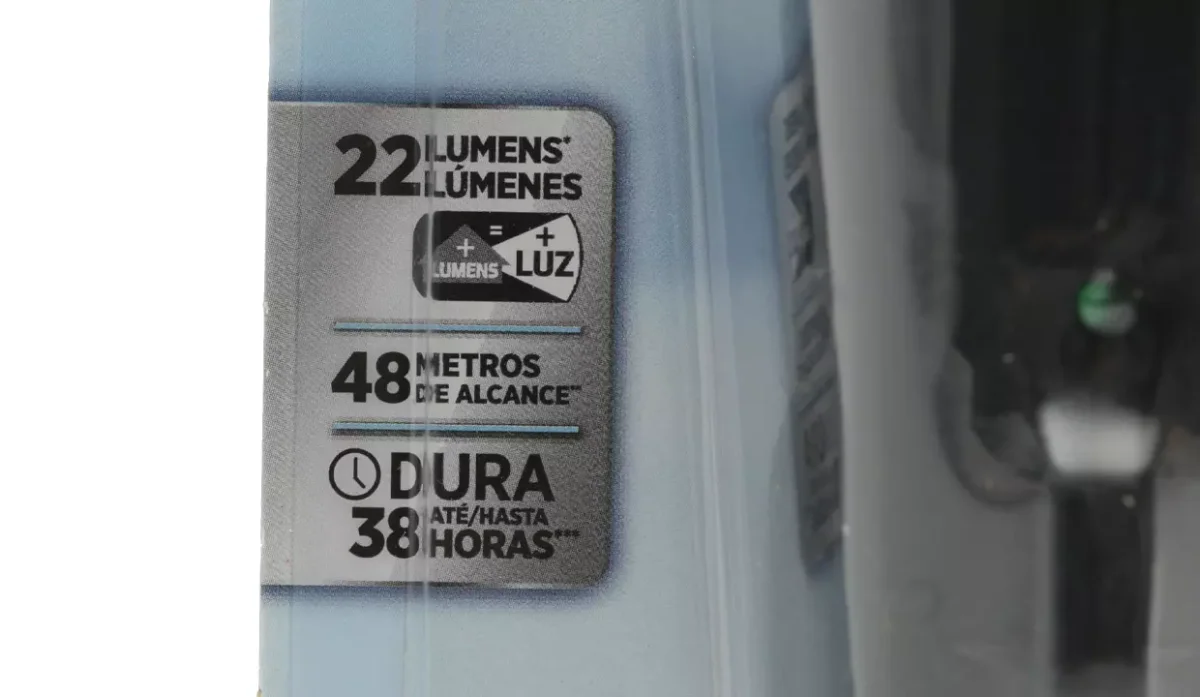 22 LUMENS*
LÚMENES
+ LUMENS = + LUZ
48 METROS
DE ALCANCE**
DURA
38 ATÉ/HASTA
HORAS***